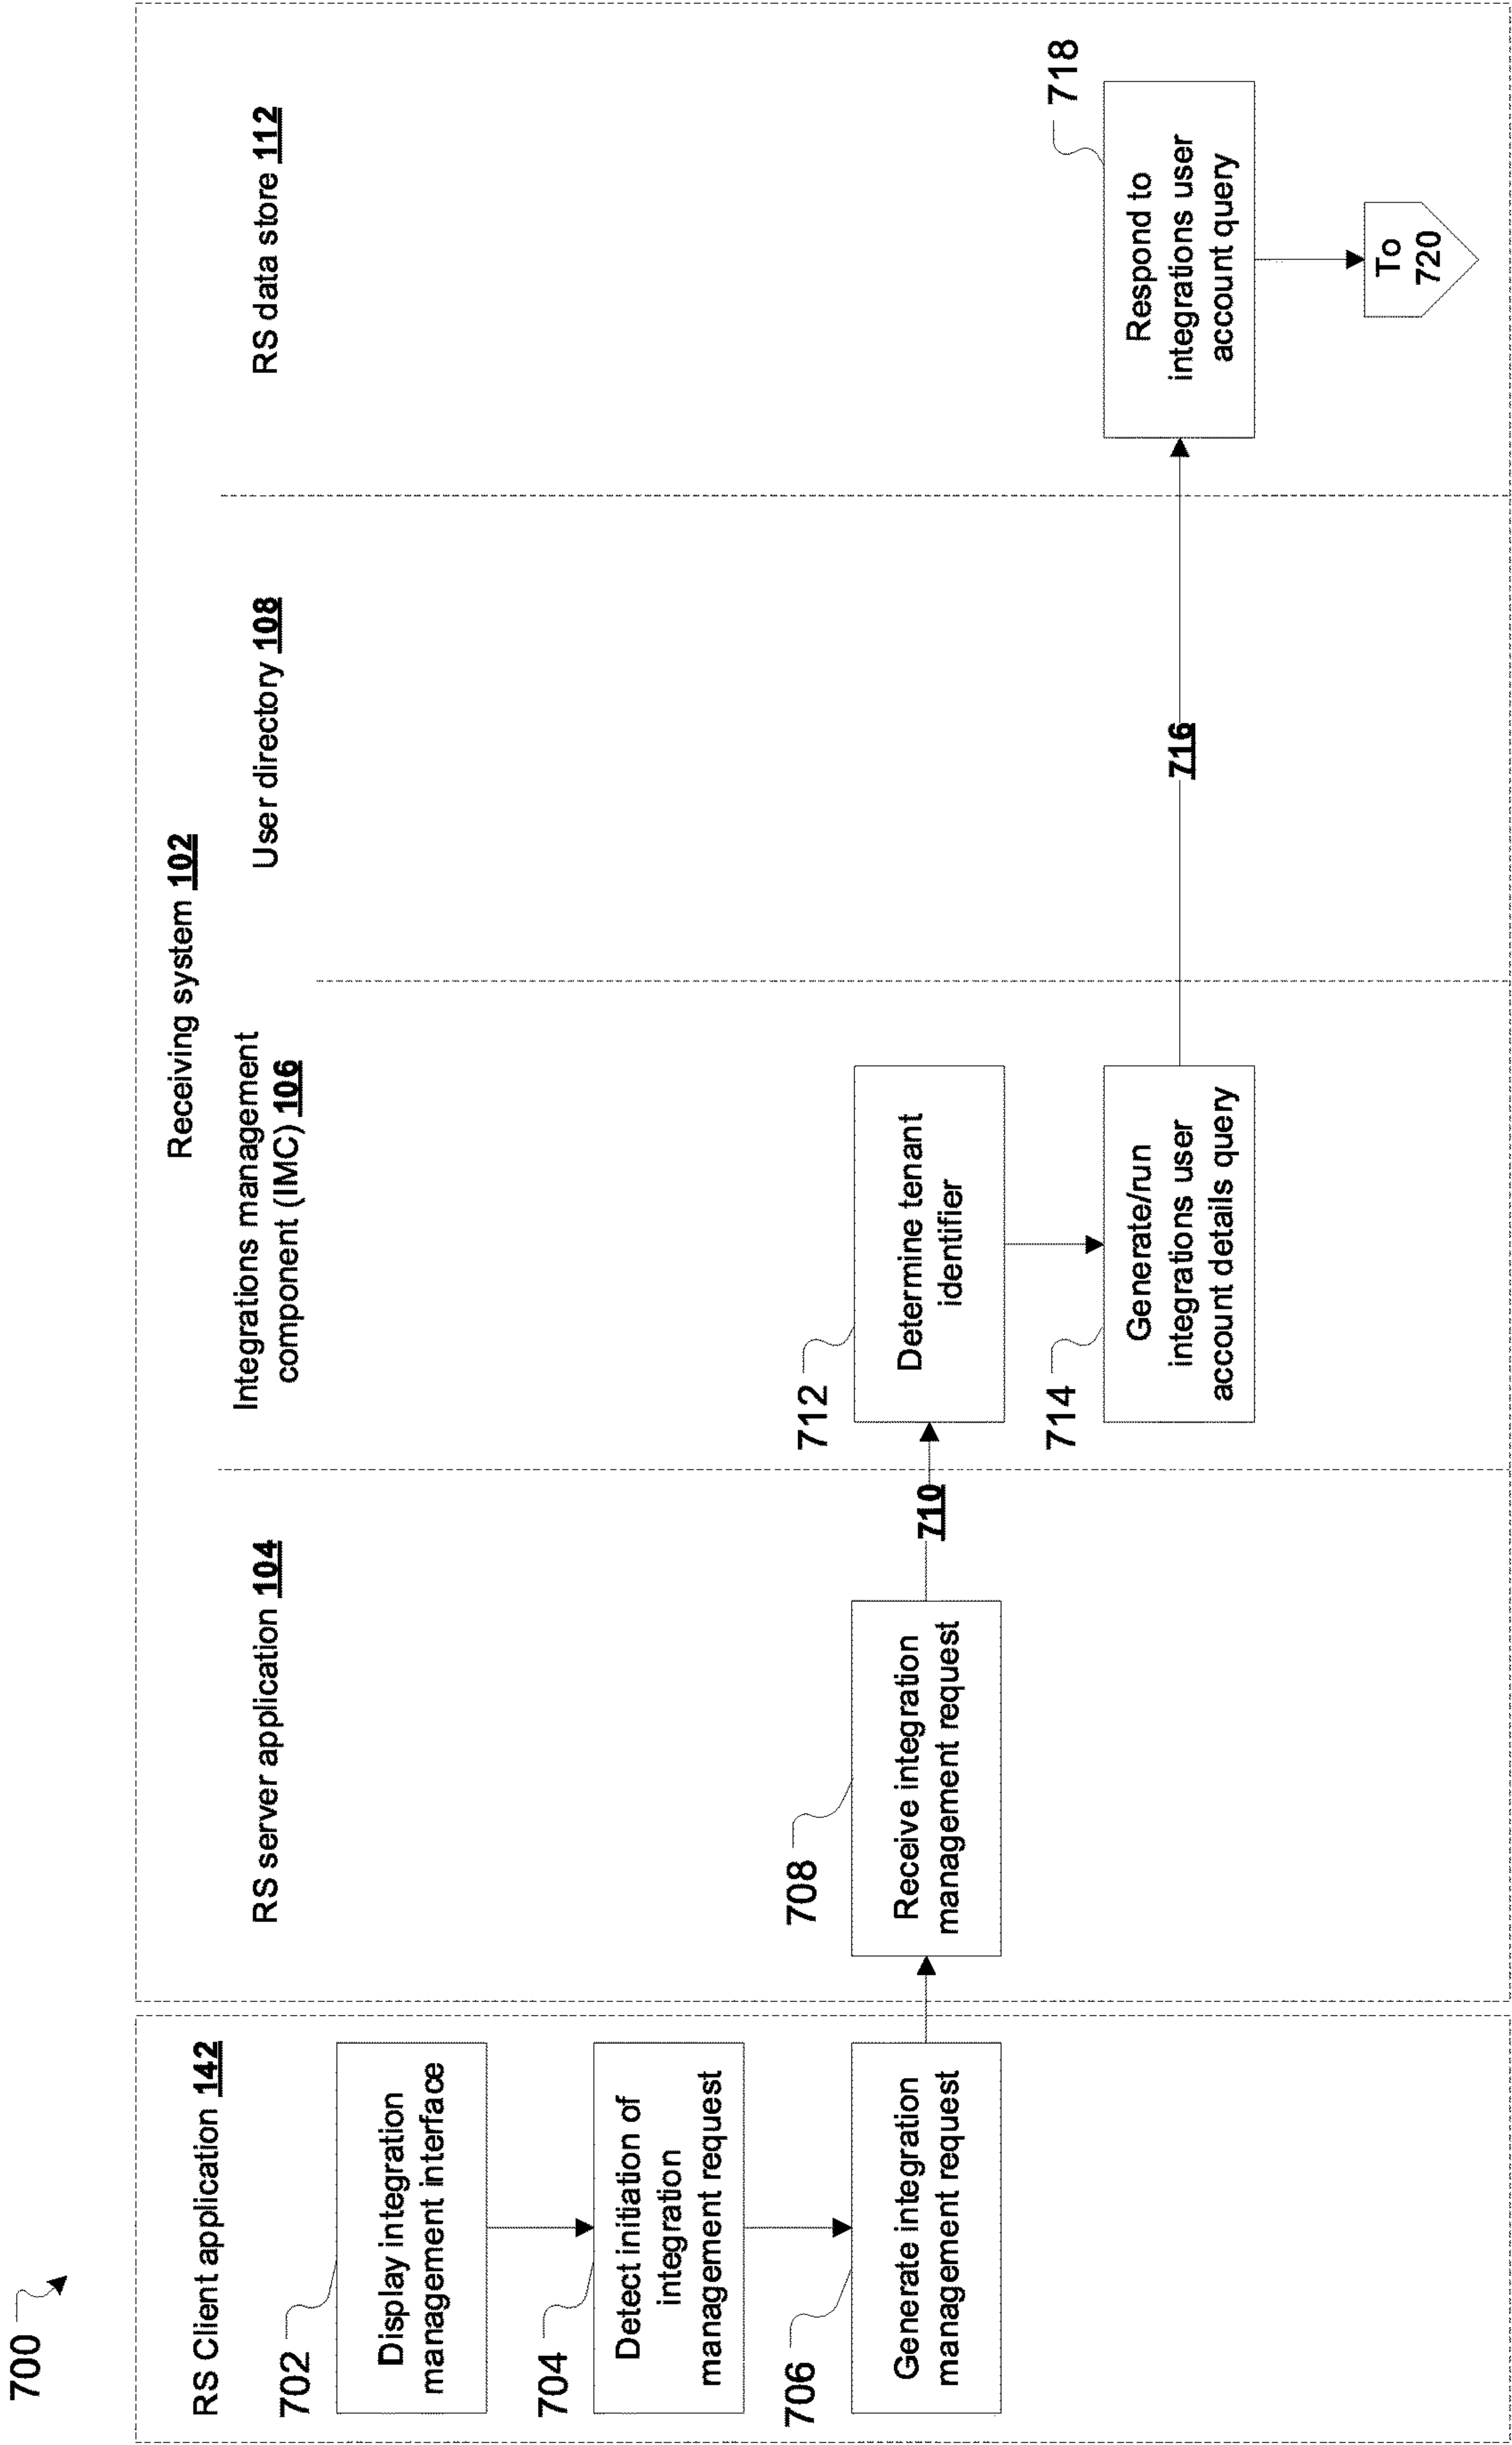 700
Receiving system 102
RS Client application 142
RS server application 104
Integrations management
component (IMC) 106
User directory 108
RS data store 112
702
Display integration
management interface
704
Detect initiation of
integration
management request
706
Generate integration
management request
708
Receive integration
management request
710
712
Determine tenant
identifier
714
Generate/run
integrations user
account details query
716
718
Respond to
integrations user
account query
To
720